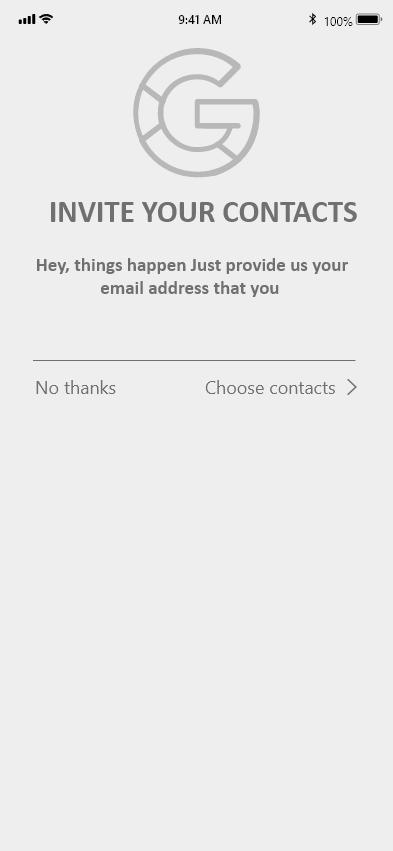 9:41 AM 100%
INVITE YOUR CONTACTS
Hey, things happen Just provide us your
email address that you
No thanks Choose contacts